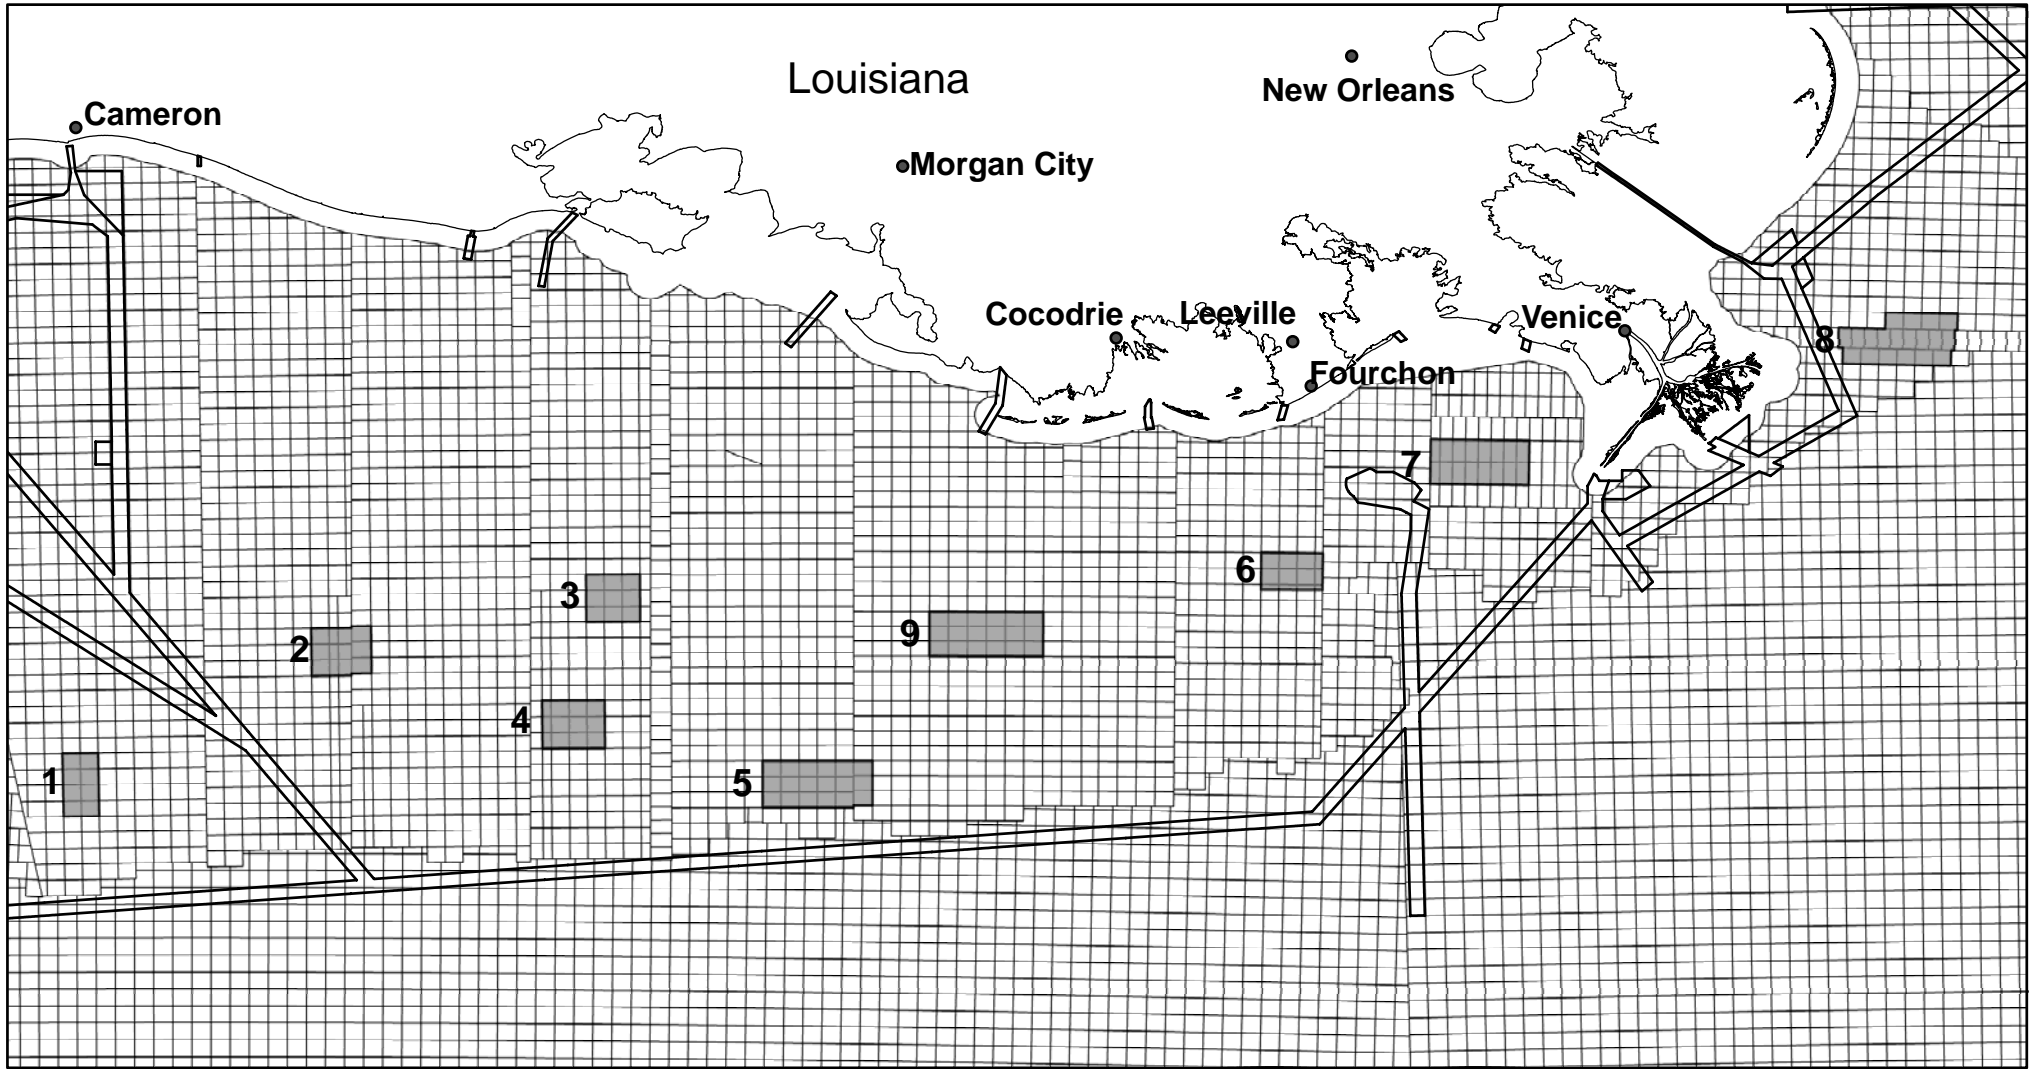 Louisiana
New Orleans
Cameron
Morgan City
Cocodrie
Leeville
Venice
8
Fourchon
7
6
3
9
2
4
1
5